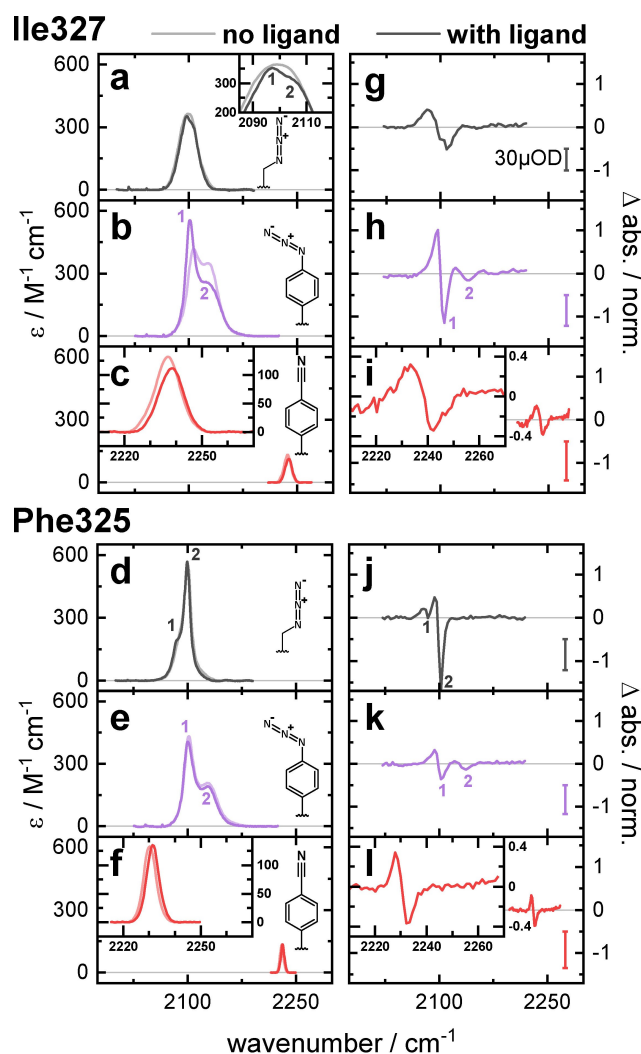 Ile327 no ligand with ligand
a
600
300
0
300
200
1
2
2090 2110
N⁻
N⁺
N
g
1
0
-1
30μOD
b
600
300
0
1
2
N⁻ N⁺ N
h
1
0
-1
1
2
c
600
300
0
100
50
0
2220 2250
N
i
0.4
0
-0.4
2220 2240 2260
1
0
-1
ε / M⁻¹ cm⁻¹
Δ abs. / norm.
Phe325
d
600
300
0
1
2
N⁻
N⁺
N
j
1
0
-1
1
2
e
600
300
0
1
2
N⁻ N⁺ N
k
1
0
-1
1
2
f
600
300
0
100
50
0
2220 2250
N
l
0.4
0
-0.4
2220 2240 2260
1
0
-1
ε / M⁻¹ cm⁻¹
Δ abs. / norm.
2100 2250 2100 2250
wavenumber / cm⁻¹